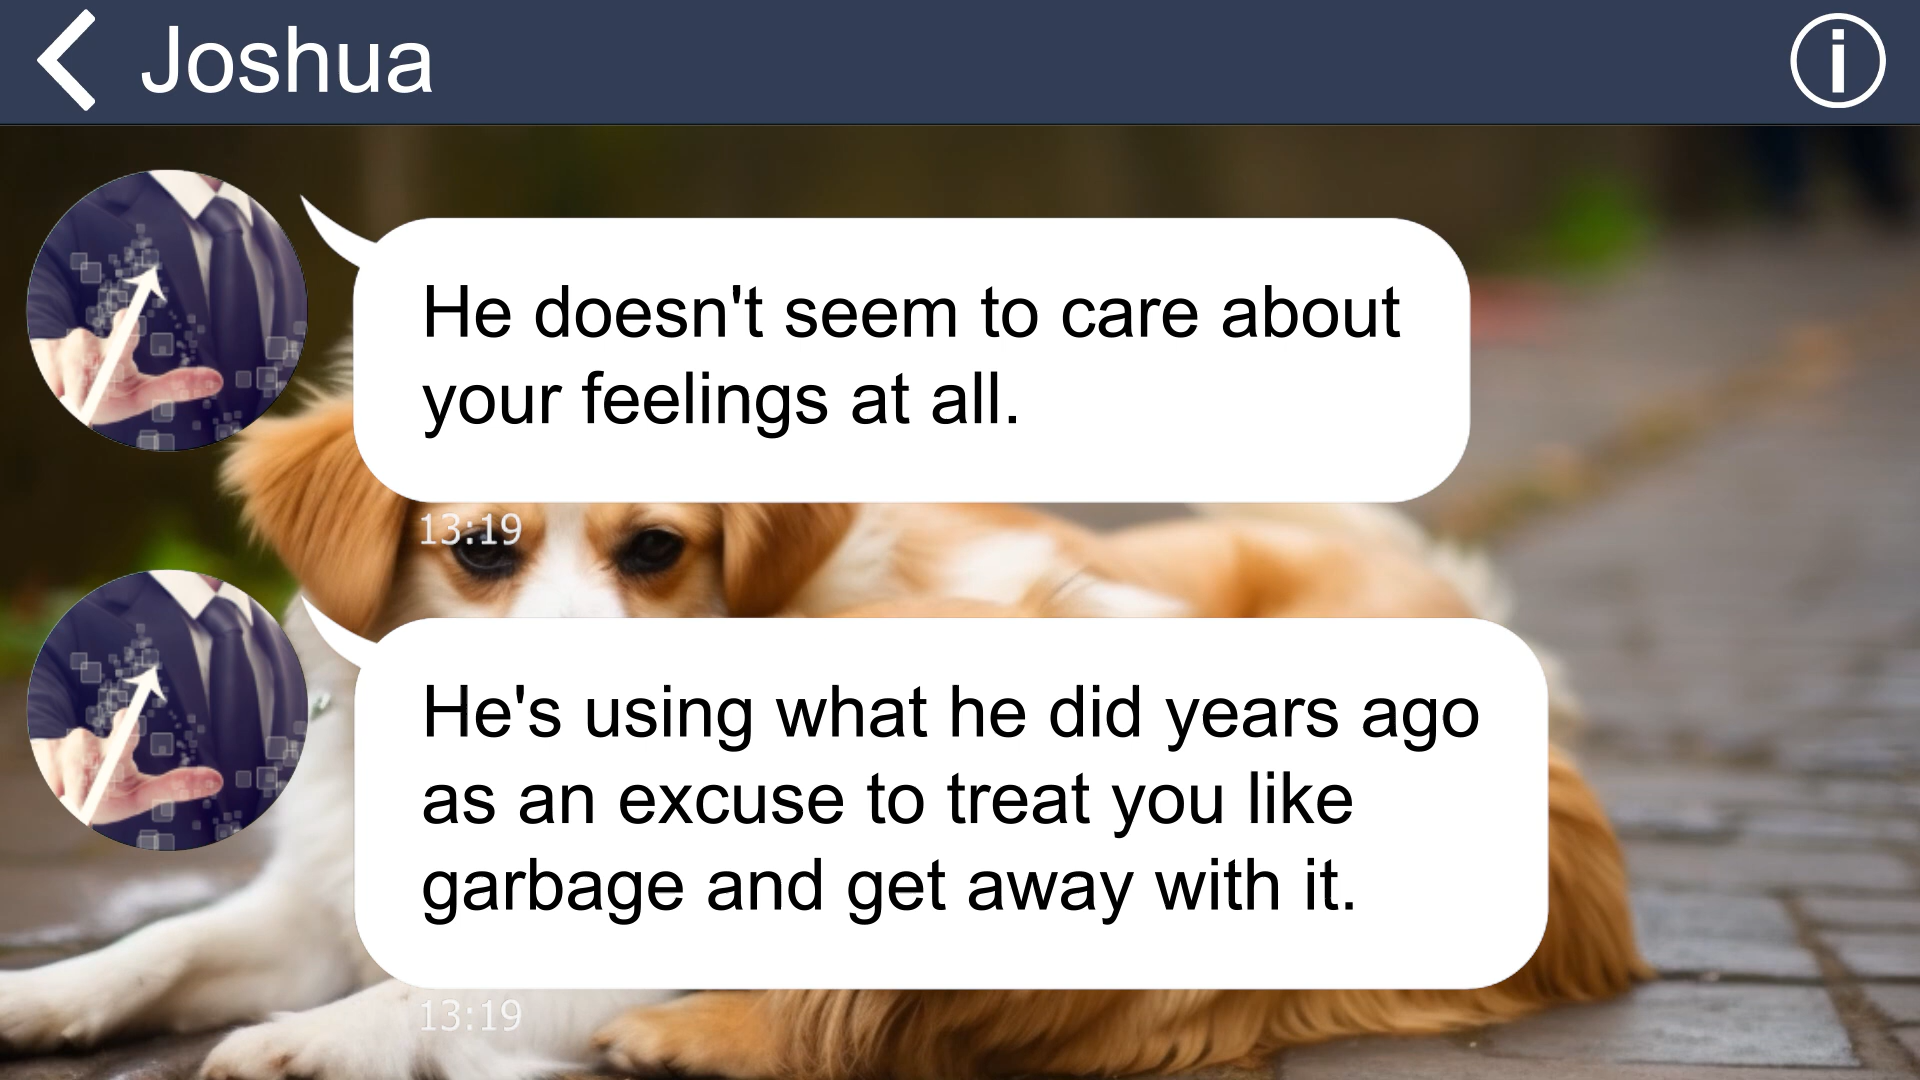 Joshua
He doesn't seem to care about
your feelings at all.
13:19
He's using what he did years ago
as an excuse to treat you like
garbage and get away with it.
13:19